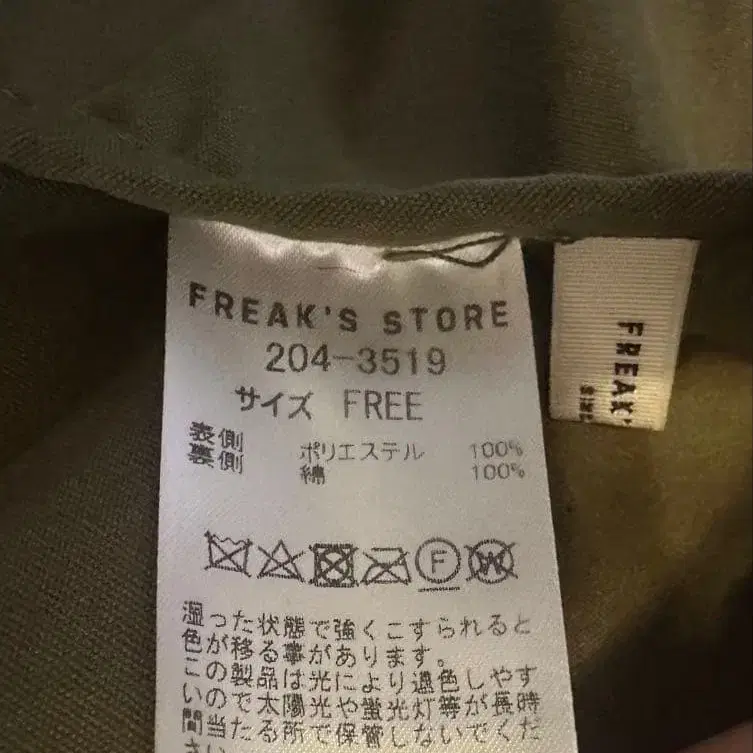 FREAK'S STORE
204-3519
サイズ FREE
表側 ポリエステル 100%
裏側 綿 100%
F W
湿った状態で強くこすられると
色が移る事があります。
この製品は光により退色しやす
いので太陽光や蛍光灯等が長時
間当たる所で保管しないでくだ
さい
FREAK'